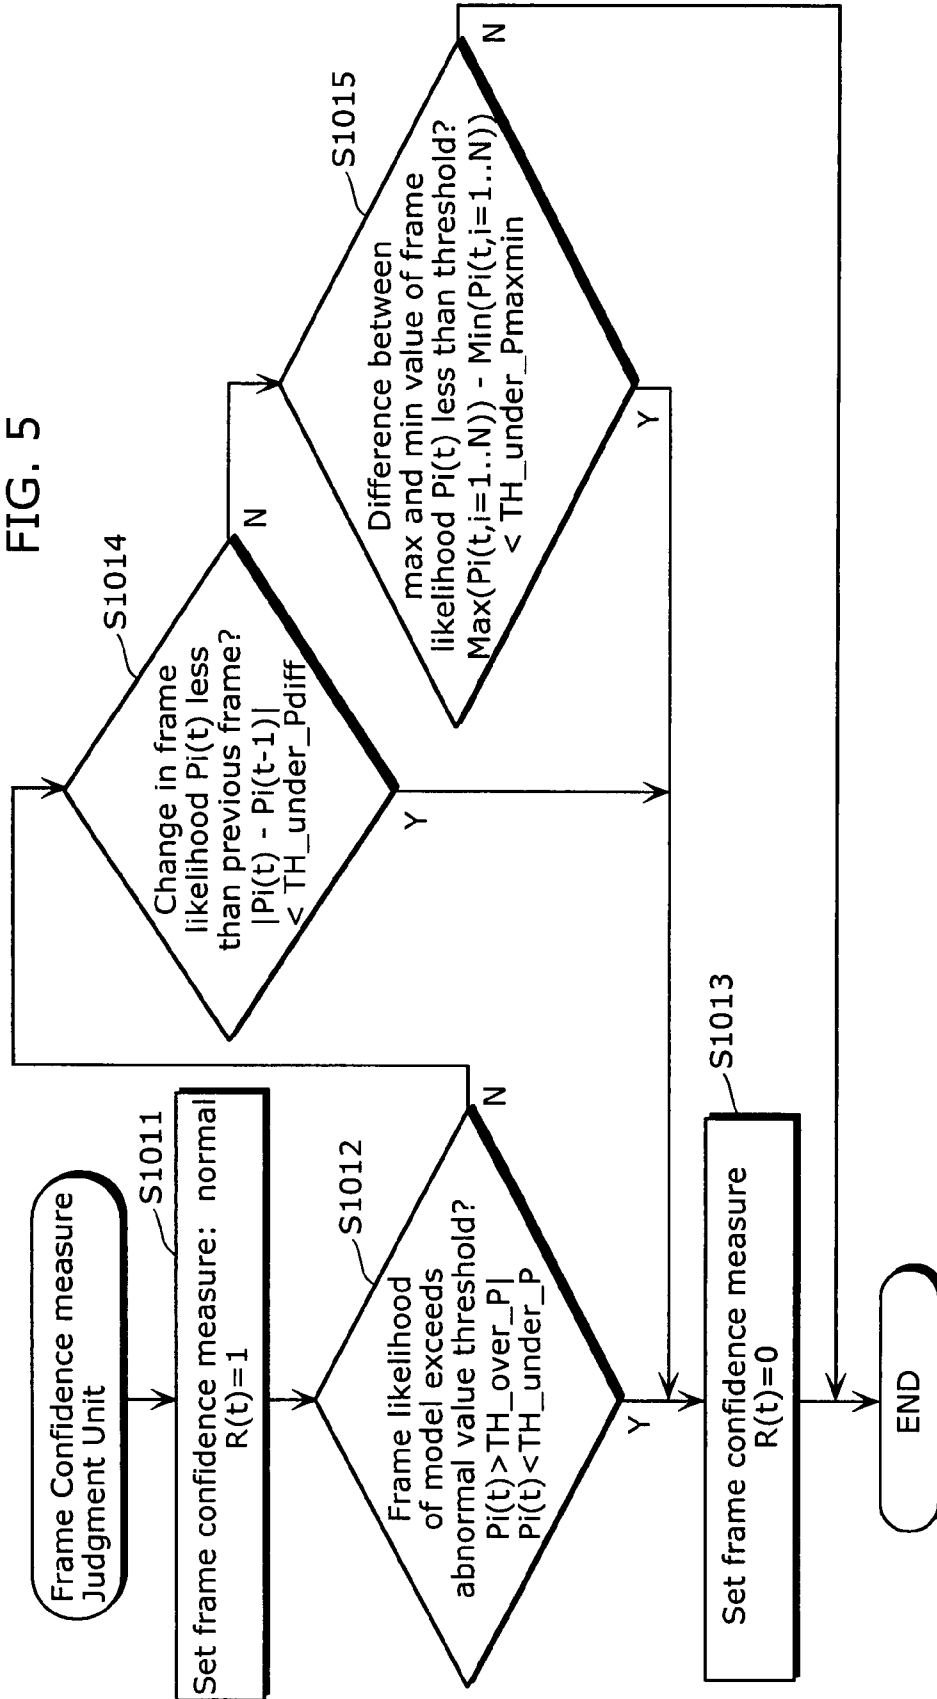 FIG. 5
Frame Confidence measure
Judgment Unit
S1011
Set frame confidence measure: normal
R(t)=1
S1012
Frame likelihood
of model exceeds
abnormal value threshold?
Pi(t)>TH_over_P|
Pi(t)<TH_under_P
N
Y
S1014
Change in frame
likelihood Pi(t) less
than previous frame?
|Pi(t) - Pi(t-1)|
< TH_under_Pdiff
N
Y
S1015
Difference between
max and min value of frame
likelihood Pi(t) less than threshold?
Max(Pi(t,i=1..N)) - Min(Pi(t,i=1..N))
< TH_under_Pmaxmin
N
Y
S1013
Set frame confidence measure
R(t)=0
END